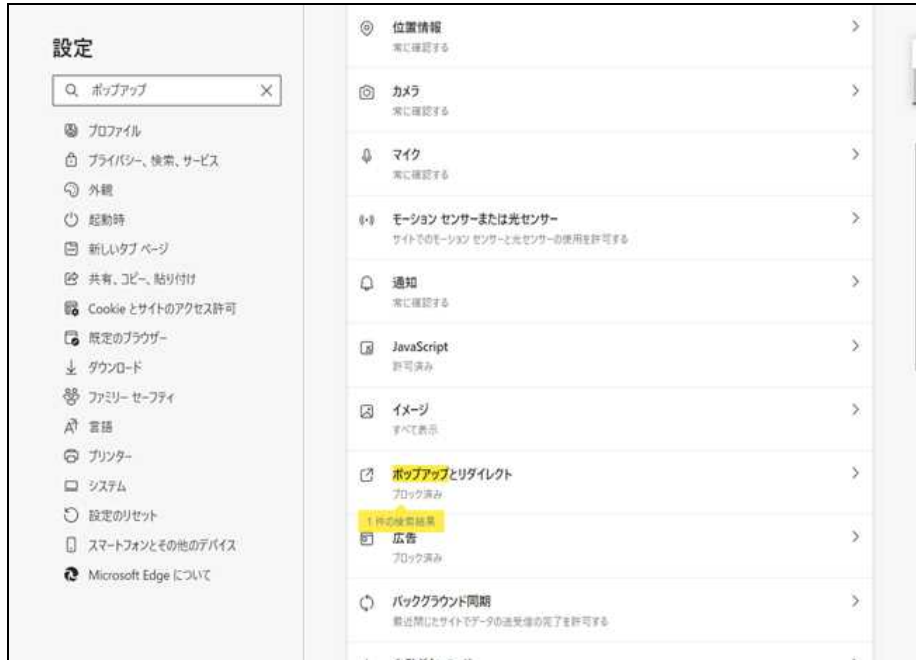 設定
ポップアップ
プロファイル
プライバシー、検索、サービス
外観
起動時
新しいタブ ページ
共有、コピー、貼り付け
Cookie とサイトのアクセス許可
既定のブラウザー
ダウンロード
ファミリー セーフティ
言語
プリンター
システム
設定のリセット
スマートフォンとその他のデバイス
Microsoft Edge について
位置情報
常に確認する
カメラ
常に確認する
マイク
常に確認する
モーション センサーまたは光センサー
サイトでのモーション センサーと光センサーの使用を許可する
通知
常に確認する
JavaScript
許可済み
イメージ
すべて表示
ポップアップとリダイレクト
ブロック済み
1 件の検索結果
広告
ブロック済み
バックグラウンド同期
最近閉じたサイトでデータの送受信の完了を許可する